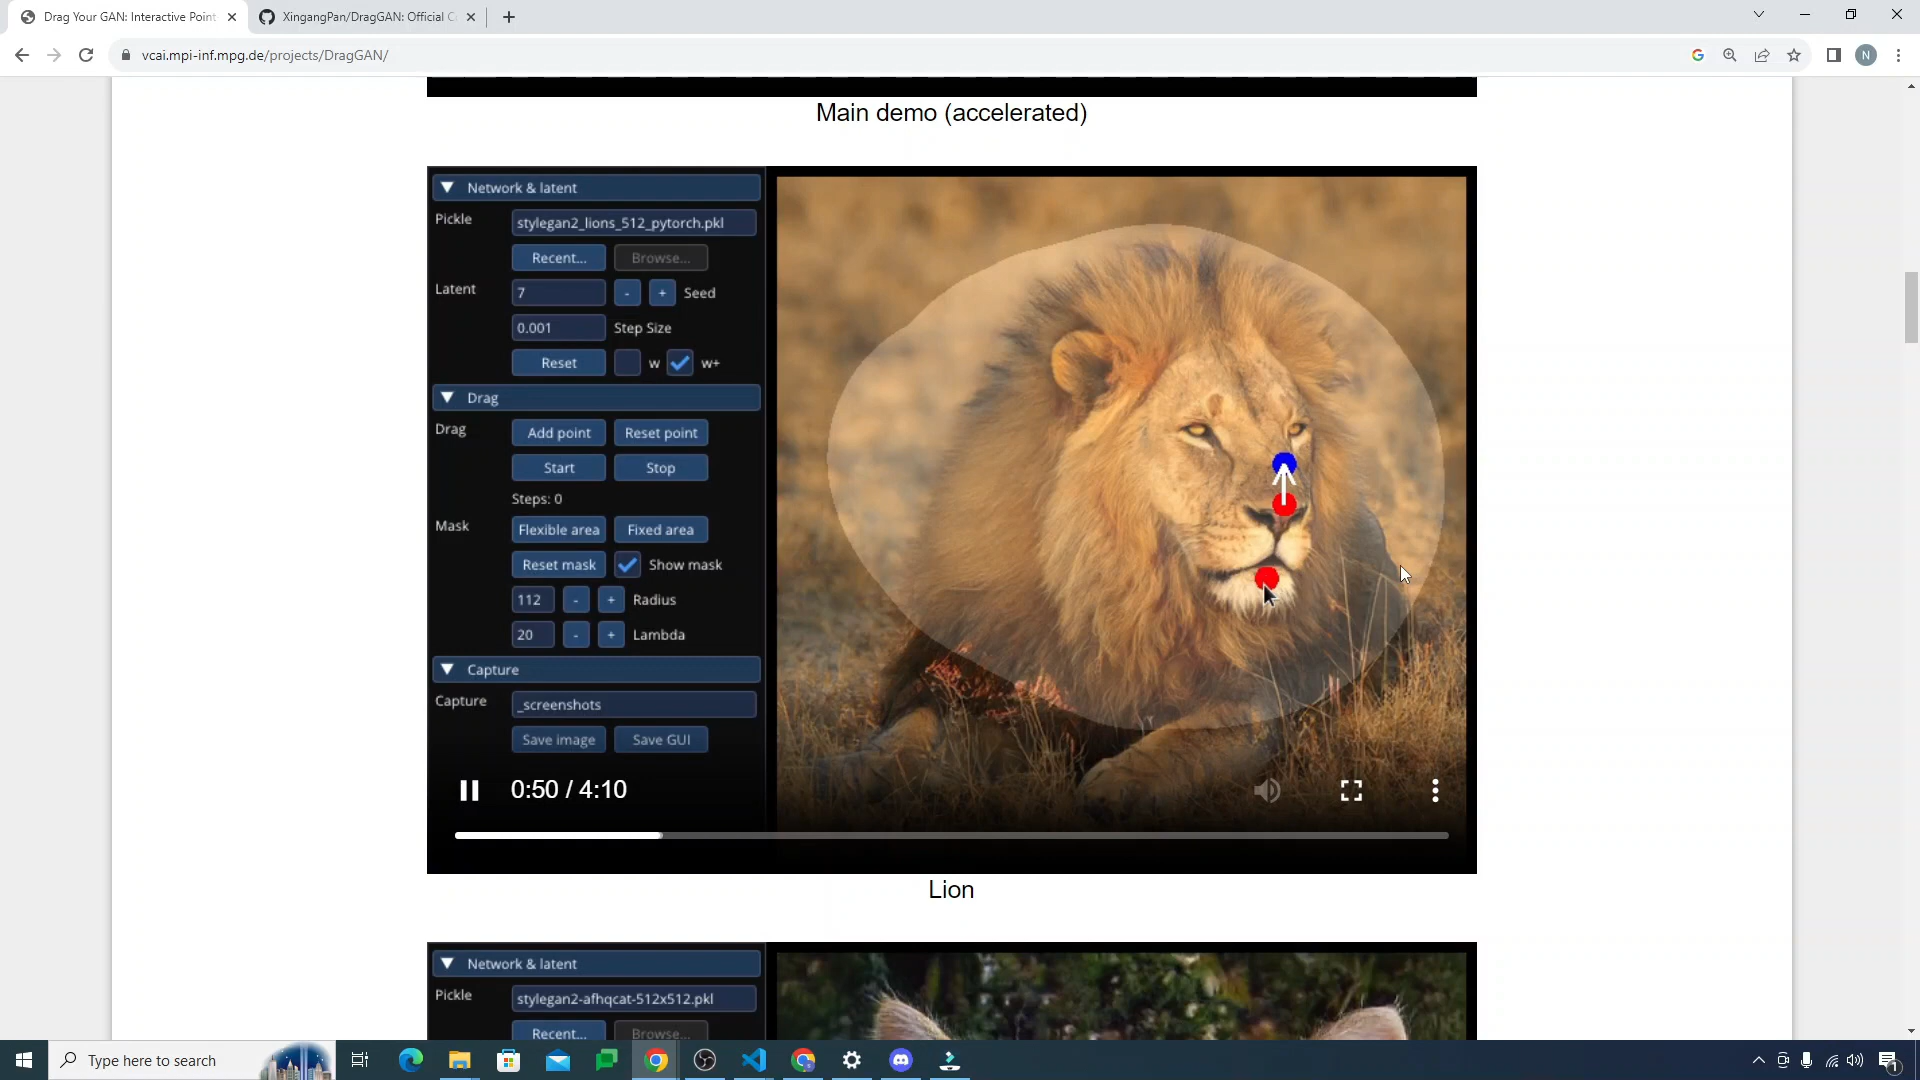 Drag Your GAN: Interactive Point
XingangPan/DragGAN: Official C
vcai.mpi-inf.mpg.de/projects/DragGAN/
N
Main demo (accelerated)
Network & latent
Pickle stylegan2_lions_512_pytorch.pkl
Recent... Browse...
Latent 7 - + Seed
0.001 Step Size
Reset w w+
Drag
Drag Add point Reset point
Start Stop
Steps: 0
Mask Flexible area Fixed area
Reset mask Show mask
112 - + Radius
20 - + Lambda
Capture
Capture _screenshots
Save image Save GUI
0:50 / 4:10
Lion
Network & latent
Pickle stylegan2-afhqcat-512x512.pkl
Recent... Browse...
Type here to search
1